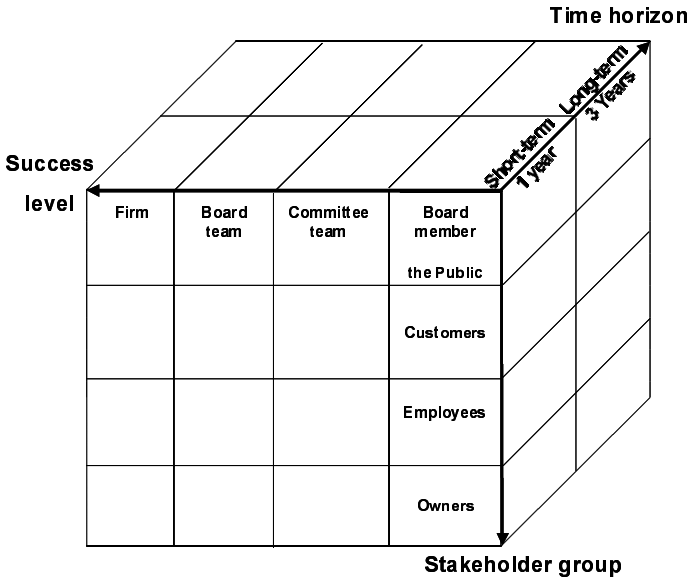 Time horizon
Long-term
3 Years
Short-term
1 year
Success
level
Firm
Board
team
Committee
team
Board
member
the Public
Customers
Employees
Owners
Stakeholder group